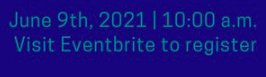 June 9th, 2021 | 10:00 a.m.
Visit Eventbrite to register